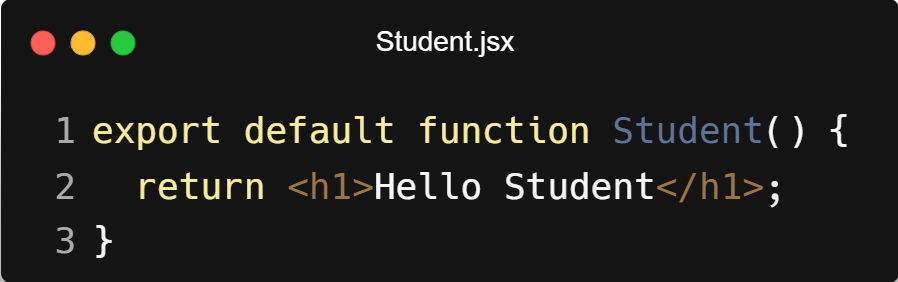 Student.jsx
1 export default function Student() {
2   return <h1>Hello Student</h1>;
3 }